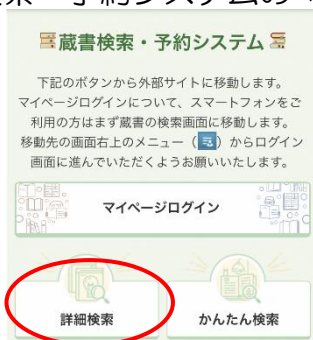 蔵書検索・予約システム
下記のボタンから外部サイトに移動します。
マイページログインについて、スマートフォンをご
利用の方はまず蔵書の検索画面に移動します。
移動先の画面右上のメニュー（）からログイン
画面に進んでいただくようお願いいたします。
マイページログイン
詳細検索
かんたん検索